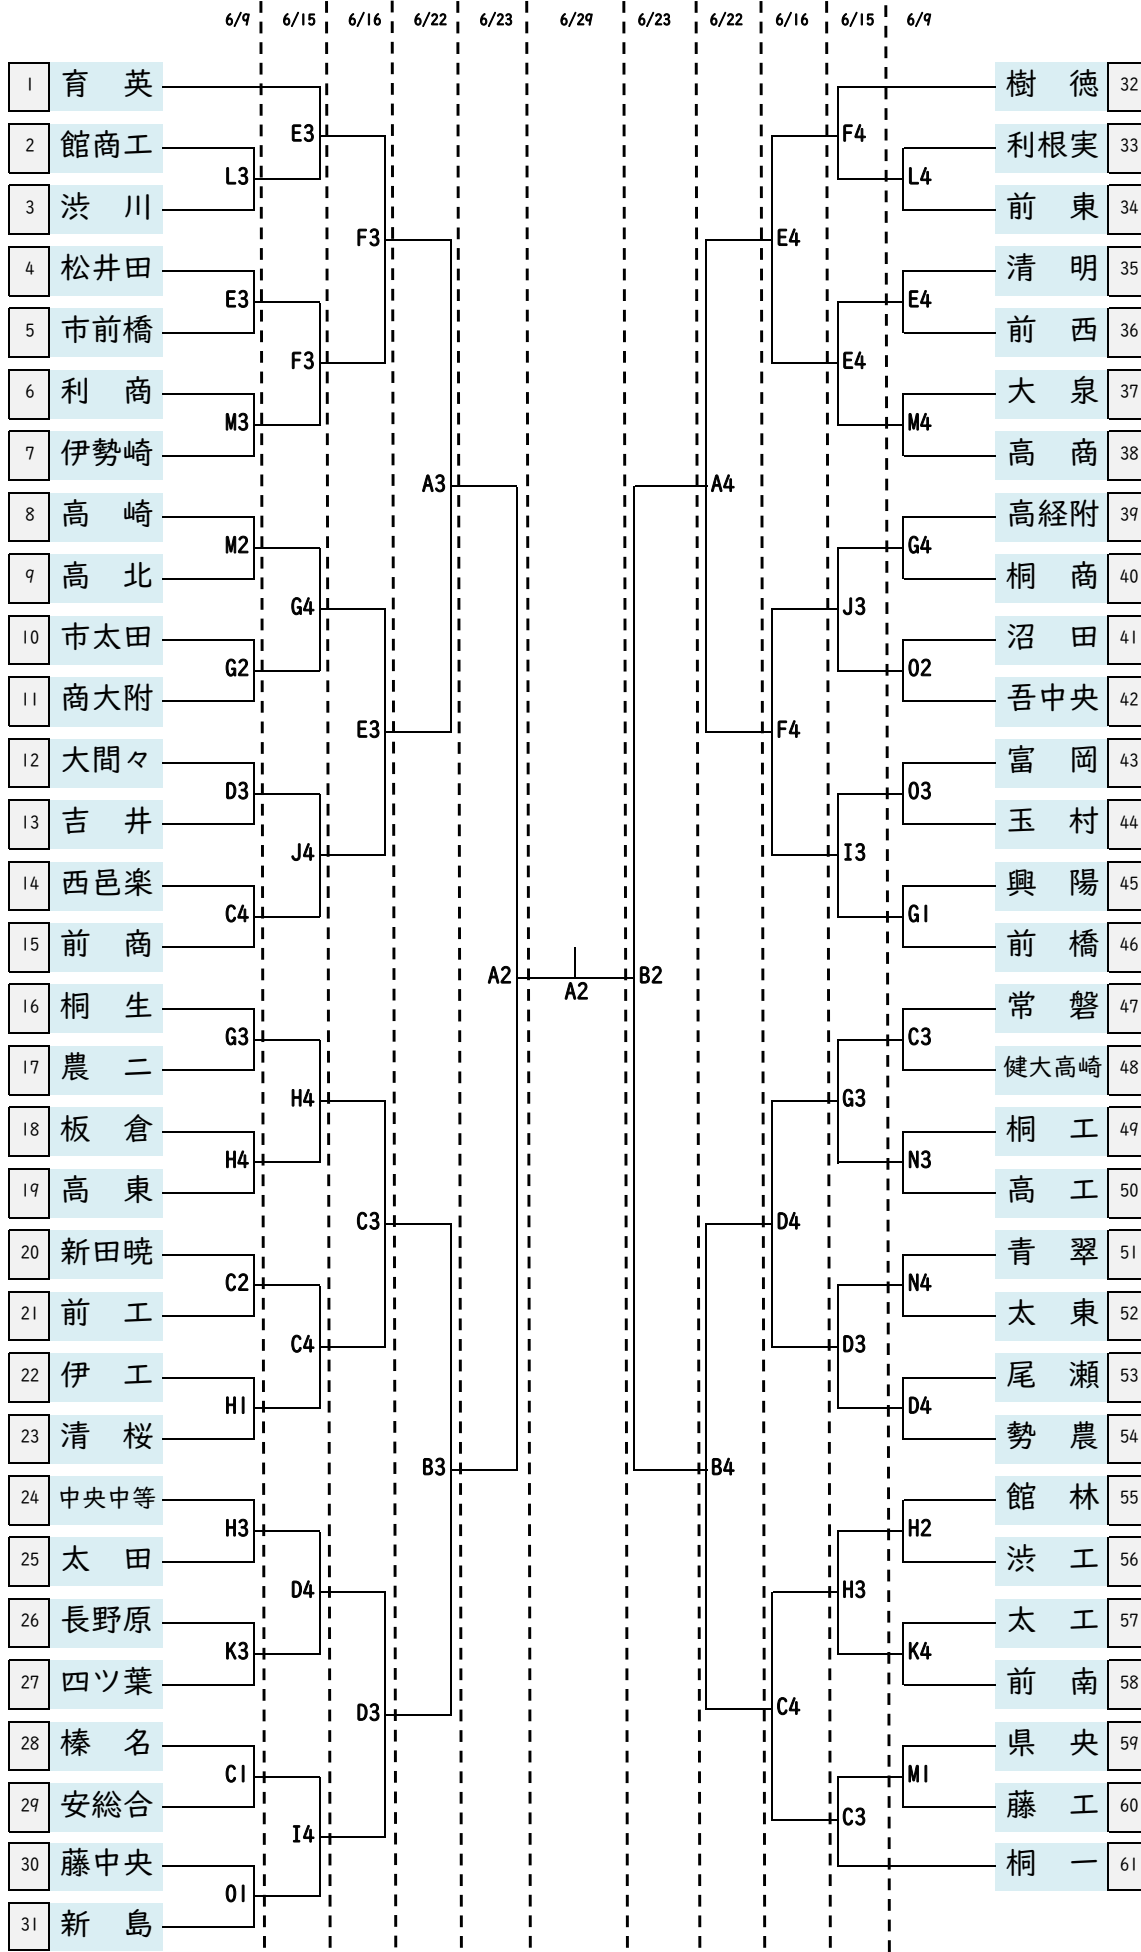 6/9 6/15 6/16 6/22 6/23 6/29 6/23 6/22 6/16 6/15 6/9
1 育英 樹徳 32
E3 F4
2 館商工 利根実 33
L3 L4
3 渋川 前東 34
F3 E4
4 松井田 清明 35
E3 E4
5 市前橋 前西 36
F3 E4
6 利商 大泉 37
M3 M4
7 伊勢崎 高商 38
A3 A4
8 高崎 高経附 39
M2 G4
9 高北 桐商 40
G4 J3
10 市太田 沼田 41
G2 O2
11 商大附 吾中央 42
E3 F4
12 大間々 富岡 43
D3 O3
13 吉井 玉村 44
J4 I3
14 西邑楽 興陽 45
C4 G1
15 前商 前橋 46
A2 A2 B2
16 桐生 常磐 47
G3 C3
17 農二 健大高崎 48
H4 G3
18 板倉 桐工 49
H4 N3
19 高東 高工 50
C3 D4
20 新田暁 青翠 51
C2 N4
21 前工 太東 52
C4 D3
22 伊工 尾瀬 53
H1 D4
23 清桜 勢農 54
B3 B4
24 中央中等 館林 55
H3 H2
25 太田 渋工 56
D4 H3
26 長野原 太工 57
K3 K4
27 四ツ葉 前南 58
D3 C4
28 榛名 県央 59
C1 M1
29 安総合 藤工 60
I4 C3
30 藤中央 桐一 61
O1
31 新島